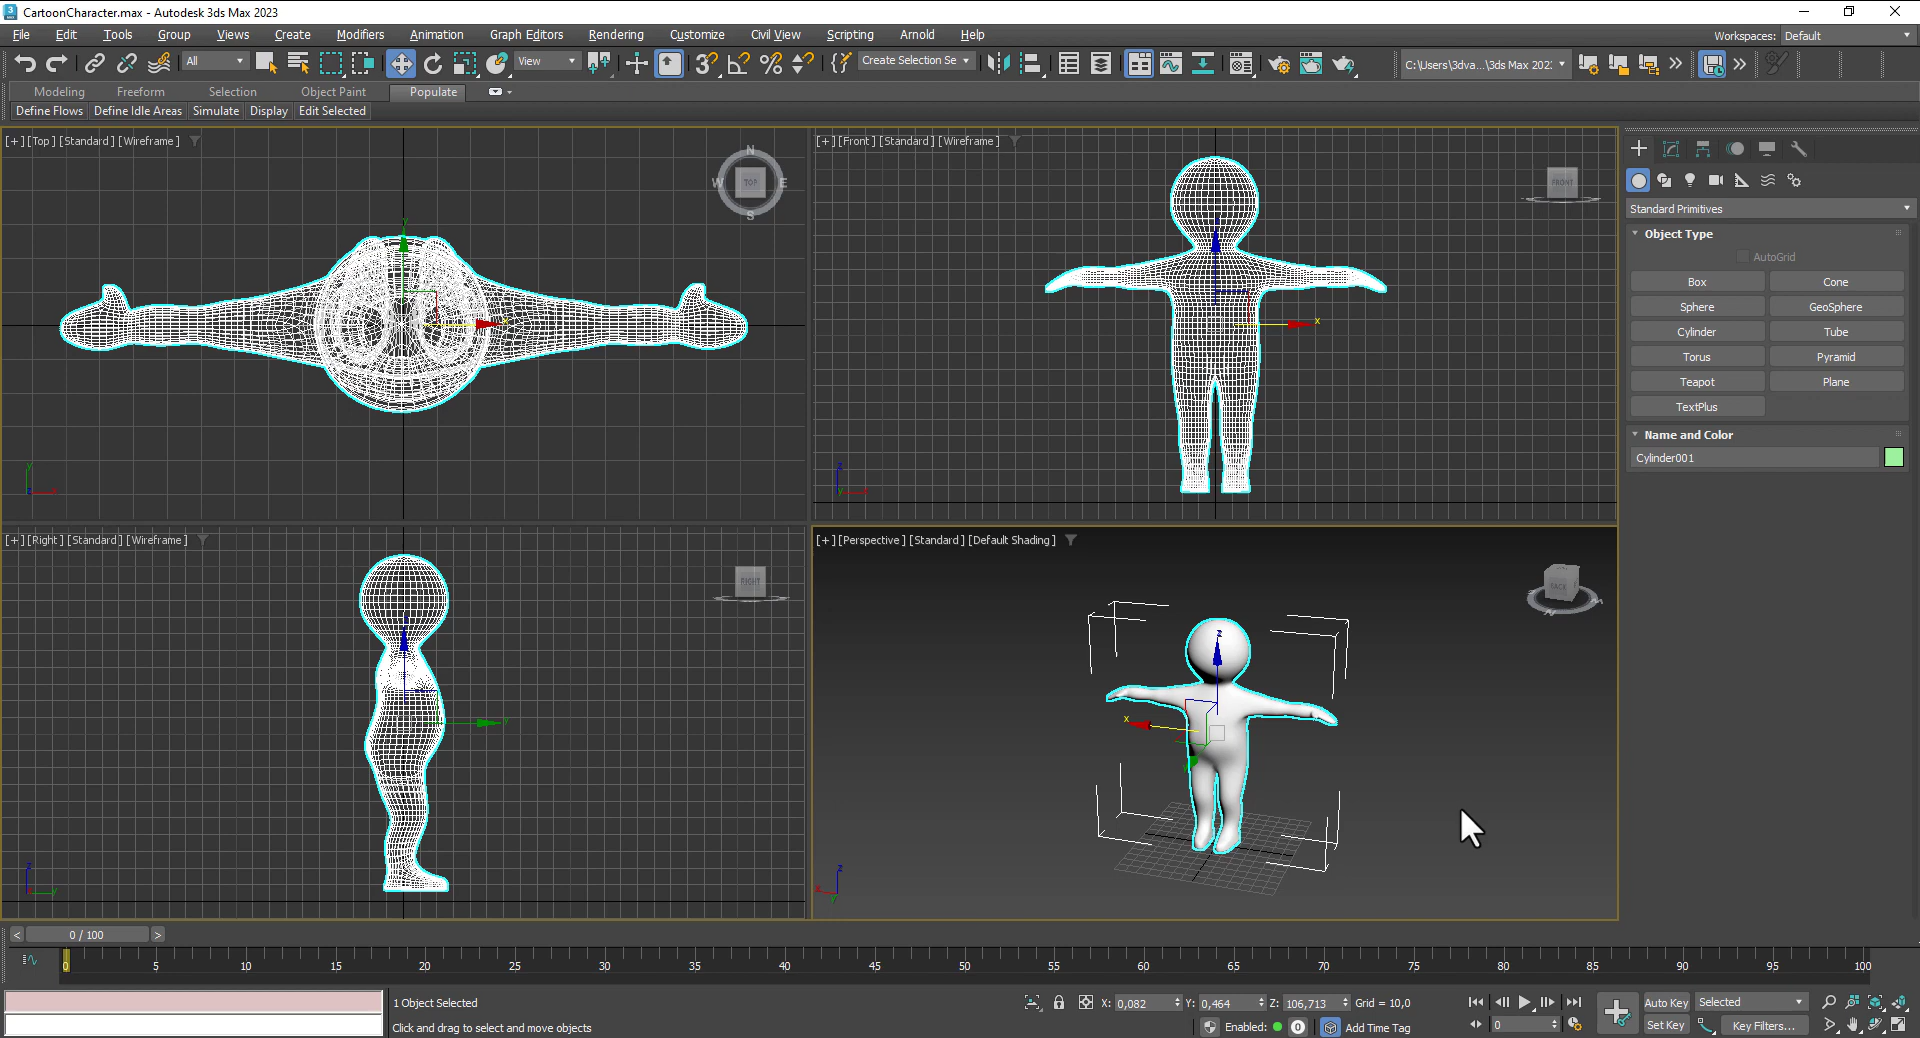 CartoonCharacter.max - Autodesk 3ds Max 2023
File Edit Tools Group Views Create Modifiers Animation Graph Editors Rendering Customize Civil View Scripting Arnold Help Workspaces: Default
All View Create Selection Se C:\Users\3dva...\3ds Max 202
Modeling Freeform Selection Object Paint Populate
Define Flows Define Idle Areas Simulate Display Edit Selected
[+] [Top] [Standard] [Wireframe]
N
W TOP E
S
y
x
y
z
[+] [Front] [Standard] [Wireframe]
FRONT
x
z
y
[+] [Right] [Standard] [Wireframe]
RIGHT
y
z
y
[+] [Perspective] [Standard] [Default Shading]
BACK
z
x
y
z
x
y
Standard Primitives
Object Type
AutoGrid
Box Cone
Sphere GeoSphere
Cylinder Tube
Torus Pyramid
Teapot Plane
TextPlus
Name and Color
Cylinder001
< 0 / 100 >
0 5 10 15 20 25 30 35 40 45 50 55 60 65 70 75 80 85 90 95 100
1 Object Selected X: 0,082 Y: 0,464 Z: 106,713 Grid = 10,0 Auto Key Selected
Click and drag to select and move objects Enabled: 0 Add Time Tag 0 Set Key Key Filters...